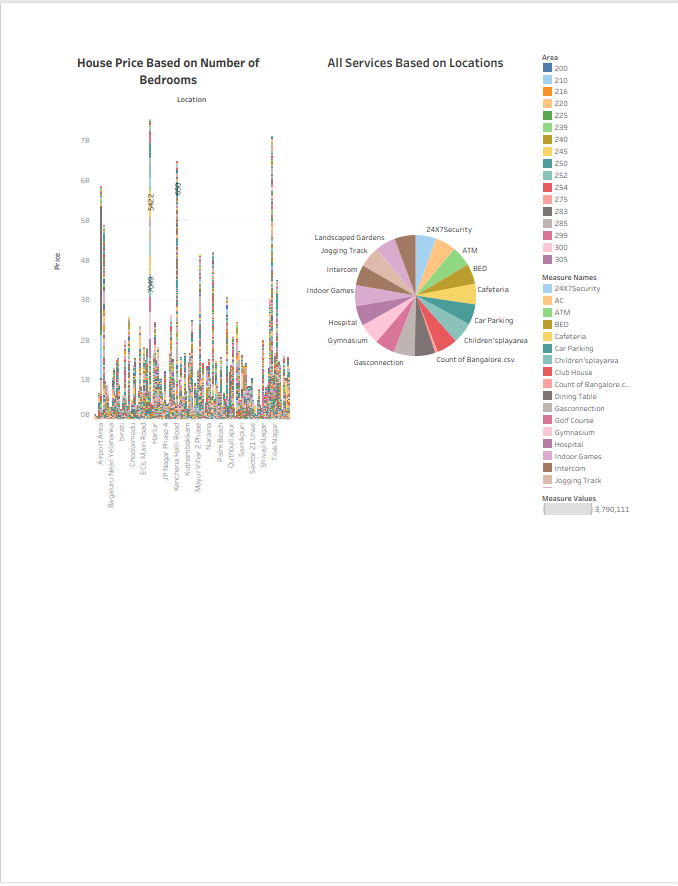 House Price Based on Number of
Bedrooms
Location
Price
7B
6B
5B
4B
3B
2B
1B
0B
5422
7049
650
Airport Area
Bagaluru Near Yelahanka
birati
Choolaimedu
ECIL Main Road
Harlur
JP Nagar Phase 4
Kenchena Halli Road
Kuthambakkam
Mayur Vihar 2 Phase
Narsina
Palm Beach
Quthbullapur
Sainikpuri
Sector 21 Ulwe
Shivaji Nagar
Tilak Nagar
All Services Based on Locations
24X7Security
ATM
BED
Cafeteria
Car Parking
Children'splayarea
Count of Bangalore.csv
Gasconnection
Gymnasium
Hospital
Indoor Games
Intercom
Jogging Track
Landscaped Gardens
Area
200
210
216
220
225
239
240
245
250
252
254
275
283
285
299
300
305
Measure Names
24X7Security
AC
ATM
BED
Cafeteria
Car Parking
Children'splayarea
Club House
Count of Bangalore.c...
Dining Table
Gasconnection
Golf Course
Gymnasium
Hospital
Indoor Games
Intercom
Jogging Track
Measure Values
3,790,111